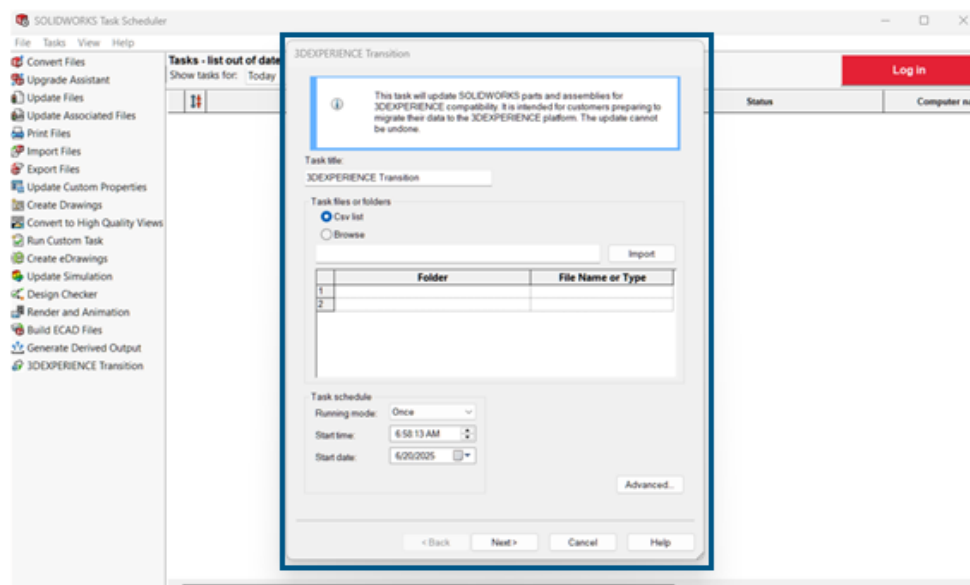 SOLIDWORKS Task Scheduler
File Tasks View Help
Convert Files
Upgrade Assistant
Update Files
Update Associated Files
Print Files
Import Files
Export Files
Update Custom Properties
Create Drawings
Convert to High Quality Views
Run Custom Task
Create eDrawings
Update Simulation
Design Checker
Render and Animation
Build ECAD Files
Generate Derived Output
3DEXPERIENCE Transition
Tasks - list out of date
Show tasks for: Today
Log in
Status
Computer
3DEXPERIENCE Transition
This task will update SOLIDWORKS parts and assemblies for
3DEXPERIENCE compatibility. It is intended for customers preparing to
migrate their data to the 3DEXPERIENCE platform. The update cannot
be undone.
Task title:
3DEXPERIENCE Transition
Task files or folders
Csv list
Browse
Import
Folder File Name or Type
1
2
Task schedule
Running mode: Once
Start time: 6:58:13 AM
Start date: 6/20/2025
Advanced..
< Back Next > Cancel Help